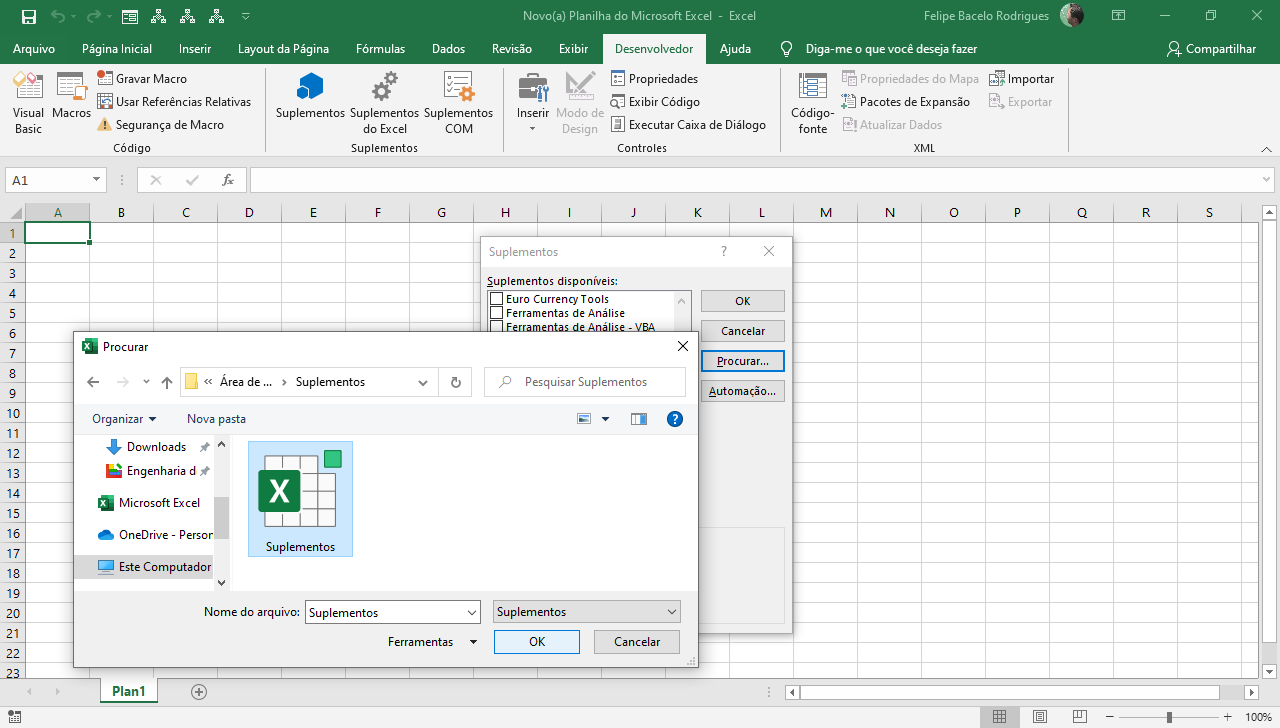 Novo(a) Planilha do Microsoft Excel - Excel
Felipe Bacelo Rodrigues
Arquivo Página Inicial Inserir Layout da Página Fórmulas Dados Revisão Exibir Desenvolvedor Ajuda Diga-me o que você deseja fazer Compartilhar
Visual Basic
Macros
Gravar Macro
Usar Referências Relativas
Segurança de Macro
Código
Suplementos
Suplementos do Excel
Suplementos COM
Suplementos
Inserir
Modo de Design
Propriedades
Exibir Código
Executar Caixa de Diálogo
Controles
Código-fonte
Propriedades do Mapa
Pacotes de Expansão
Atualizar Dados
Importar
Exportar
XML
A1
fx
A B C D E F G H I J K L M N O P Q R S
1
2
3
4
5
6
7
8
9
10
11
12
13
14
15
16
17
18
19
20
21
22
23
Suplementos ?
Suplementos disponíveis:
Euro Currency Tools
Ferramentas de Análise
Ferramentas de Análise - VBA
OK
Cancelar
Procurar...
Automação...
Procurar
« Área de ... › Suplementos
Pesquisar Suplementos
Organizar
Nova pasta
?
Downloads
Engenharia d
Microsoft Excel
OneDrive - Person
Este Computador
X
Suplementos
Nome do arquivo: Suplementos
Suplementos
Ferramentas
OK
Cancelar
Plan1
100%